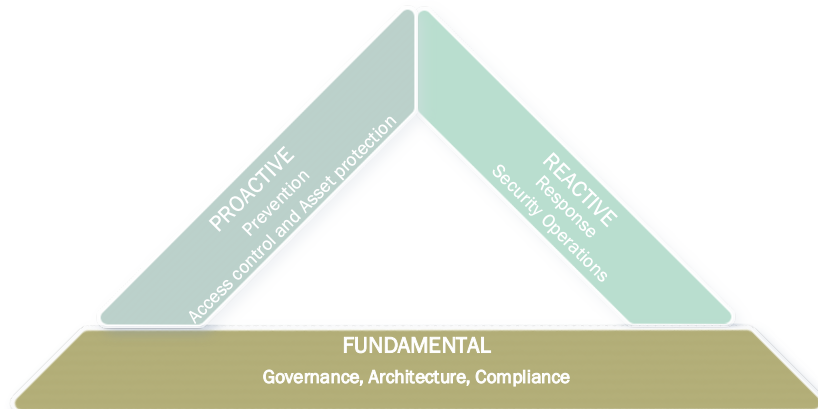 PROACTIVE
Prevention
Access control and Asset protection
REACTIVE
Response
Security Operations
FUNDAMENTAL
Governance, Architecture, Compliance